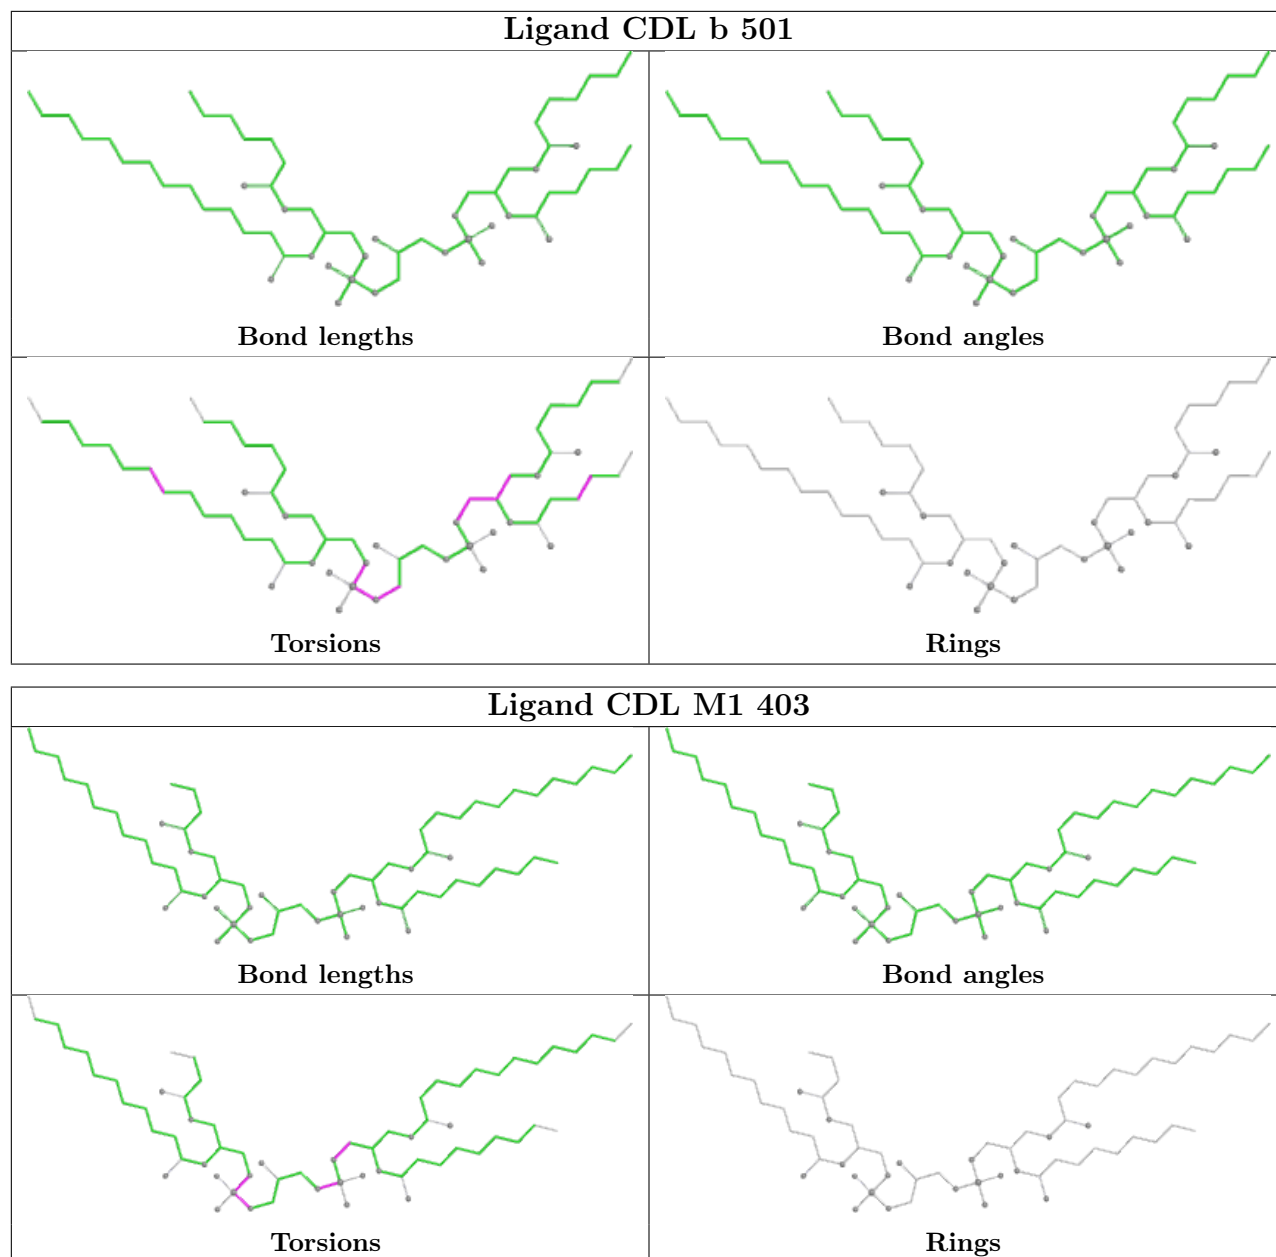 Ligand CDL b 501
Bond lengths
Bond angles
Torsions
Rings
Ligand CDL M1 403
Bond lengths
Bond angles
Torsions
Rings